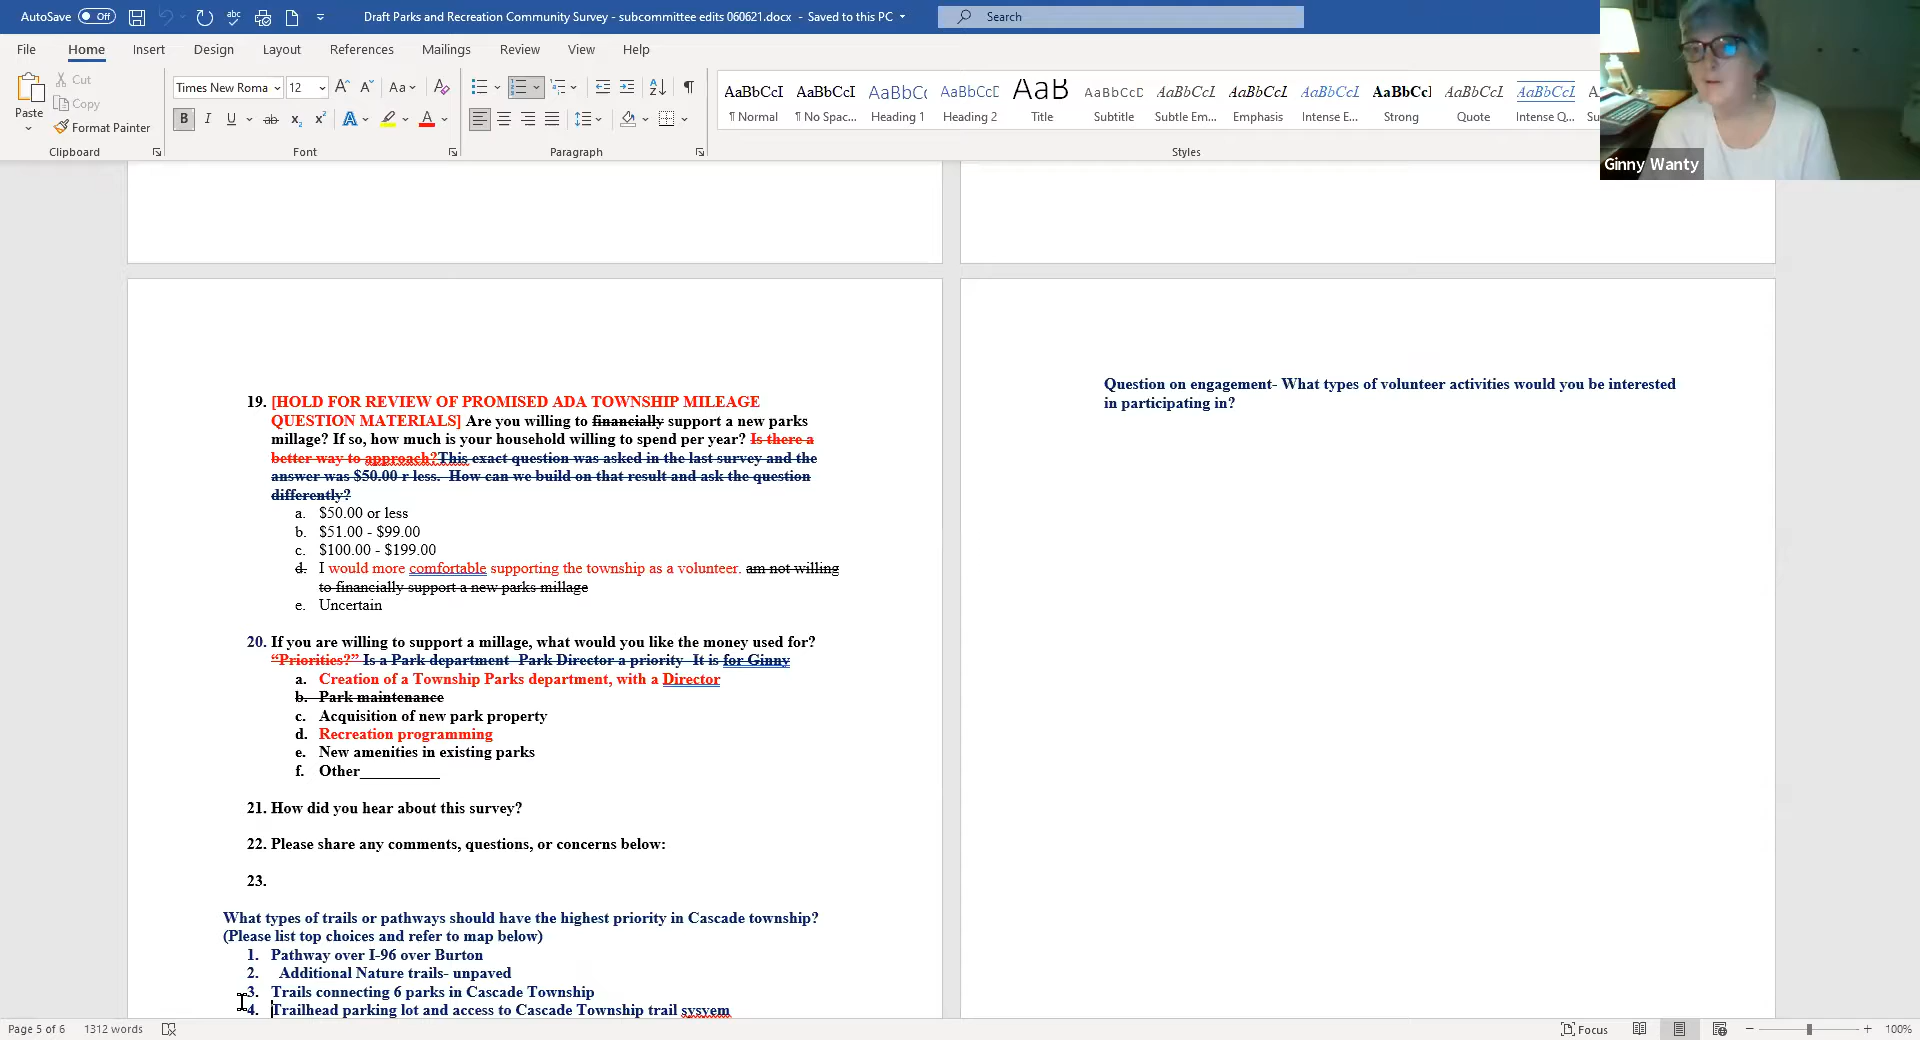 AutoSave Off Draft Parks and Recreation Community Survey - subcommittee edits 060621.docx - Saved to this PC Search
File Home Insert Design Layout References Mailings Review View Help
Paste
Cut
Copy
Format Painter
Times New Roma 12
AaBbCcI AaBbCcI AaBbCc AaBbCcD AaB AaBbCcD AaBbCcL AaBbCcL AaBbCcL AaBbCcI AaBbCcL AaBbCcL
¶ Normal ¶ No Spac... Heading 1 Heading 2 Title Subtitle Subtle Em... Emphasis Intense E... Strong Quote Intense Q...
Clipboard Font Paragraph Styles
Ginny Wanty
19. [HOLD FOR REVIEW OF PROMISED ADA TOWNSHIP MILEAGE
QUESTION MATERIALS] Are you willing to financially support a new parks
millage? If so, how much is your household willing to spend per year? Is there a
better way to approach?This exact question was asked in the last survey and the
answer was $50.00 r less. How can we build on that result and ask the question
differently?
a. $50.00 or less
b. $51.00 - $99.00
c. $100.00 - $199.00
d. I would more comfortable supporting the township as a volunteer. am not willing
to financially support a new parks millage
e. Uncertain
20. If you are willing to support a millage, what would you like the money used for?
“Priorities?” Is a Park department Park Director a priority It is for Ginny
a. Creation of a Township Parks department, with a Director
b. Park maintenance
c. Acquisition of new park property
d. Recreation programming
e. New amenities in existing parks
f. Other__________
21. How did you hear about this survey?
22. Please share any comments, questions, or concerns below:
23.
What types of trails or pathways should have the highest priority in Cascade township?
(Please list top choices and refer to map below)
1. Pathway over I-96 over Burton
2. Additional Nature trails- unpaved
3. Trails connecting 6 parks in Cascade Township
4. Trailhead parking lot and access to Cascade Township trail sysyem
Question on engagement- What types of volunteer activities would you be interested
in participating in?
Page 5 of 6 1312 words Focus 100%